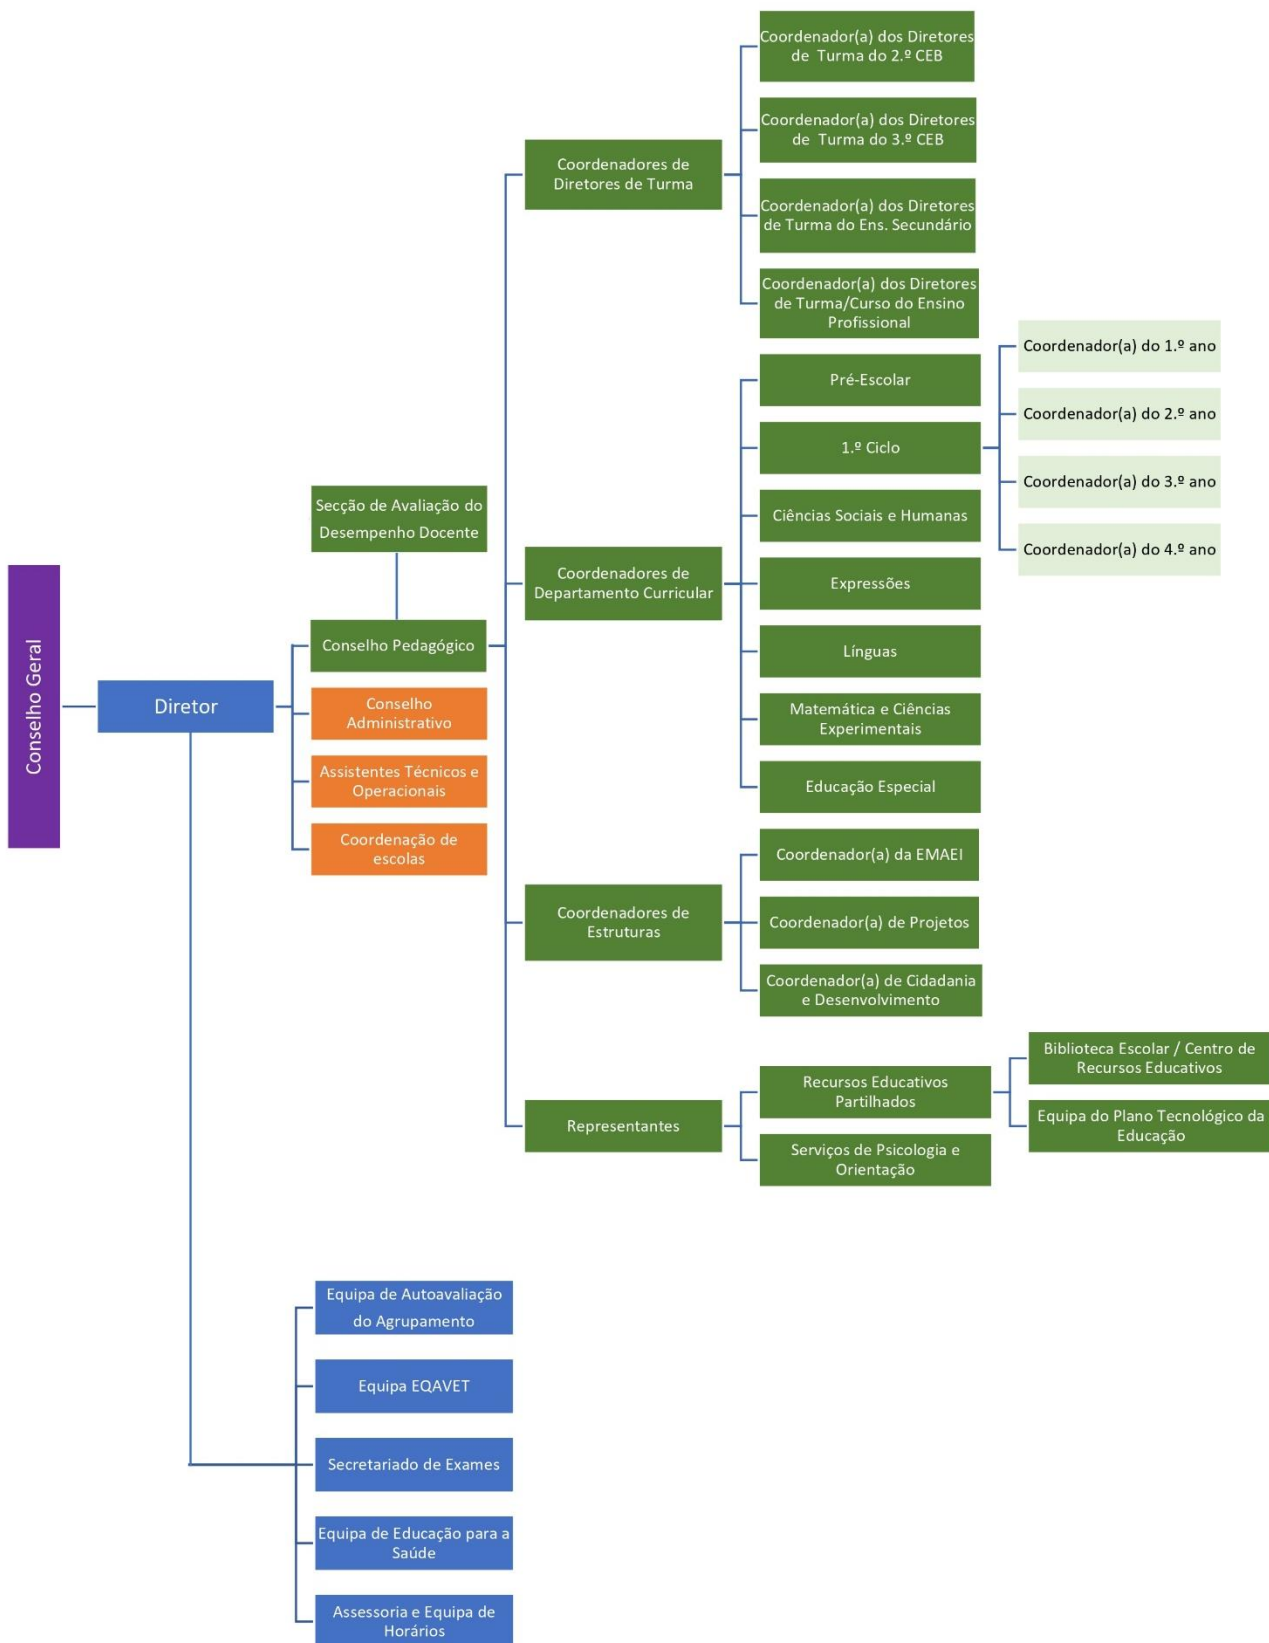 Conselho Geral
Diretor
Secção de Avaliação do
Desempenho Docente
Conselho Pedagógico
Conselho
Administrativo
Assistentes Técnicos e
Operacionais
Coordenação de
escolas
Coordenadores de
Diretores de Turma
Coordenador(a) dos Diretores
de Turma do 2.º CEB
Coordenador(a) dos Diretores
de Turma do 3.º CEB
Coordenador(a) dos Diretores
de Turma do Ens. Secundário
Coordenador(a) dos Diretores
de Turma/Curso do Ensino
Profissional
Coordenadores de
Departamento Curricular
Pré-Escolar
1.º Ciclo
Coordenador(a) do 1.º ano
Coordenador(a) do 2.º ano
Coordenador(a) do 3.º ano
Coordenador(a) do 4.º ano
Ciências Sociais e Humanas
Expressões
Línguas
Matemática e Ciências
Experimentais
Educação Especial
Coordenadores de
Estruturas
Coordenador(a) da EMAEI
Coordenador(a) de Projetos
Coordenador(a) de Cidadania
e Desenvolvimento
Representantes
Recursos Educativos
Partilhados
Biblioteca Escolar / Centro de
Recursos Educativos
Equipa do Plano Tecnológico da
Educação
Serviços de Psicologia e
Orientação
Equipa de Autoavaliação
do Agrupamento
Equipa EQAVET
Secretariado de Exames
Equipa de Educação para a
Saúde
Assessoria e Equipa de
Horários